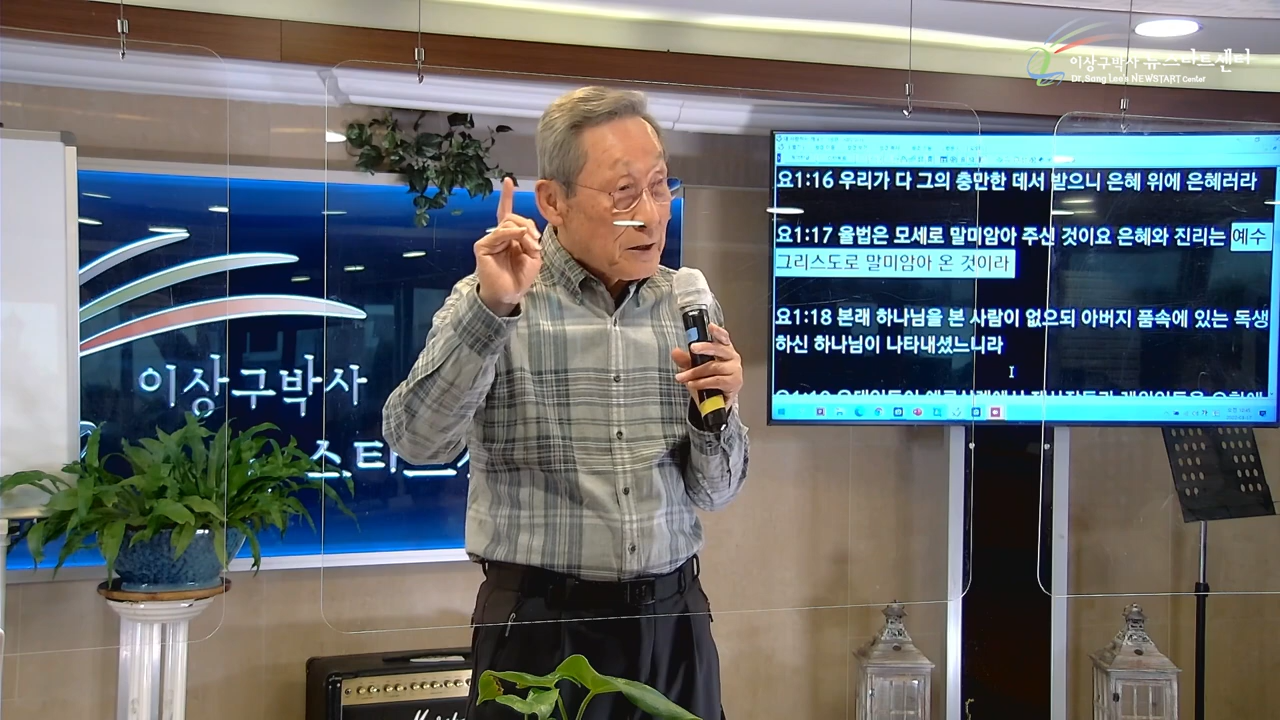 이상구박사 뉴스타트센터
Dr. Sang Lee's NEWSTART Center
요1:16 우리가 다 그의 충만한 데서 받으니 은혜 위에 은혜러라
요1:17 율법은 모세로 말미암아 주신 것이요 은혜와 진리는 예수
그리스도로 말미암아 온 것이라
요1:18 본래 하나님을 본 사람이 없으되 아버지 품속에 있는 독생
하신 하나님이 나타내셨느니라
이상구박사
스타트